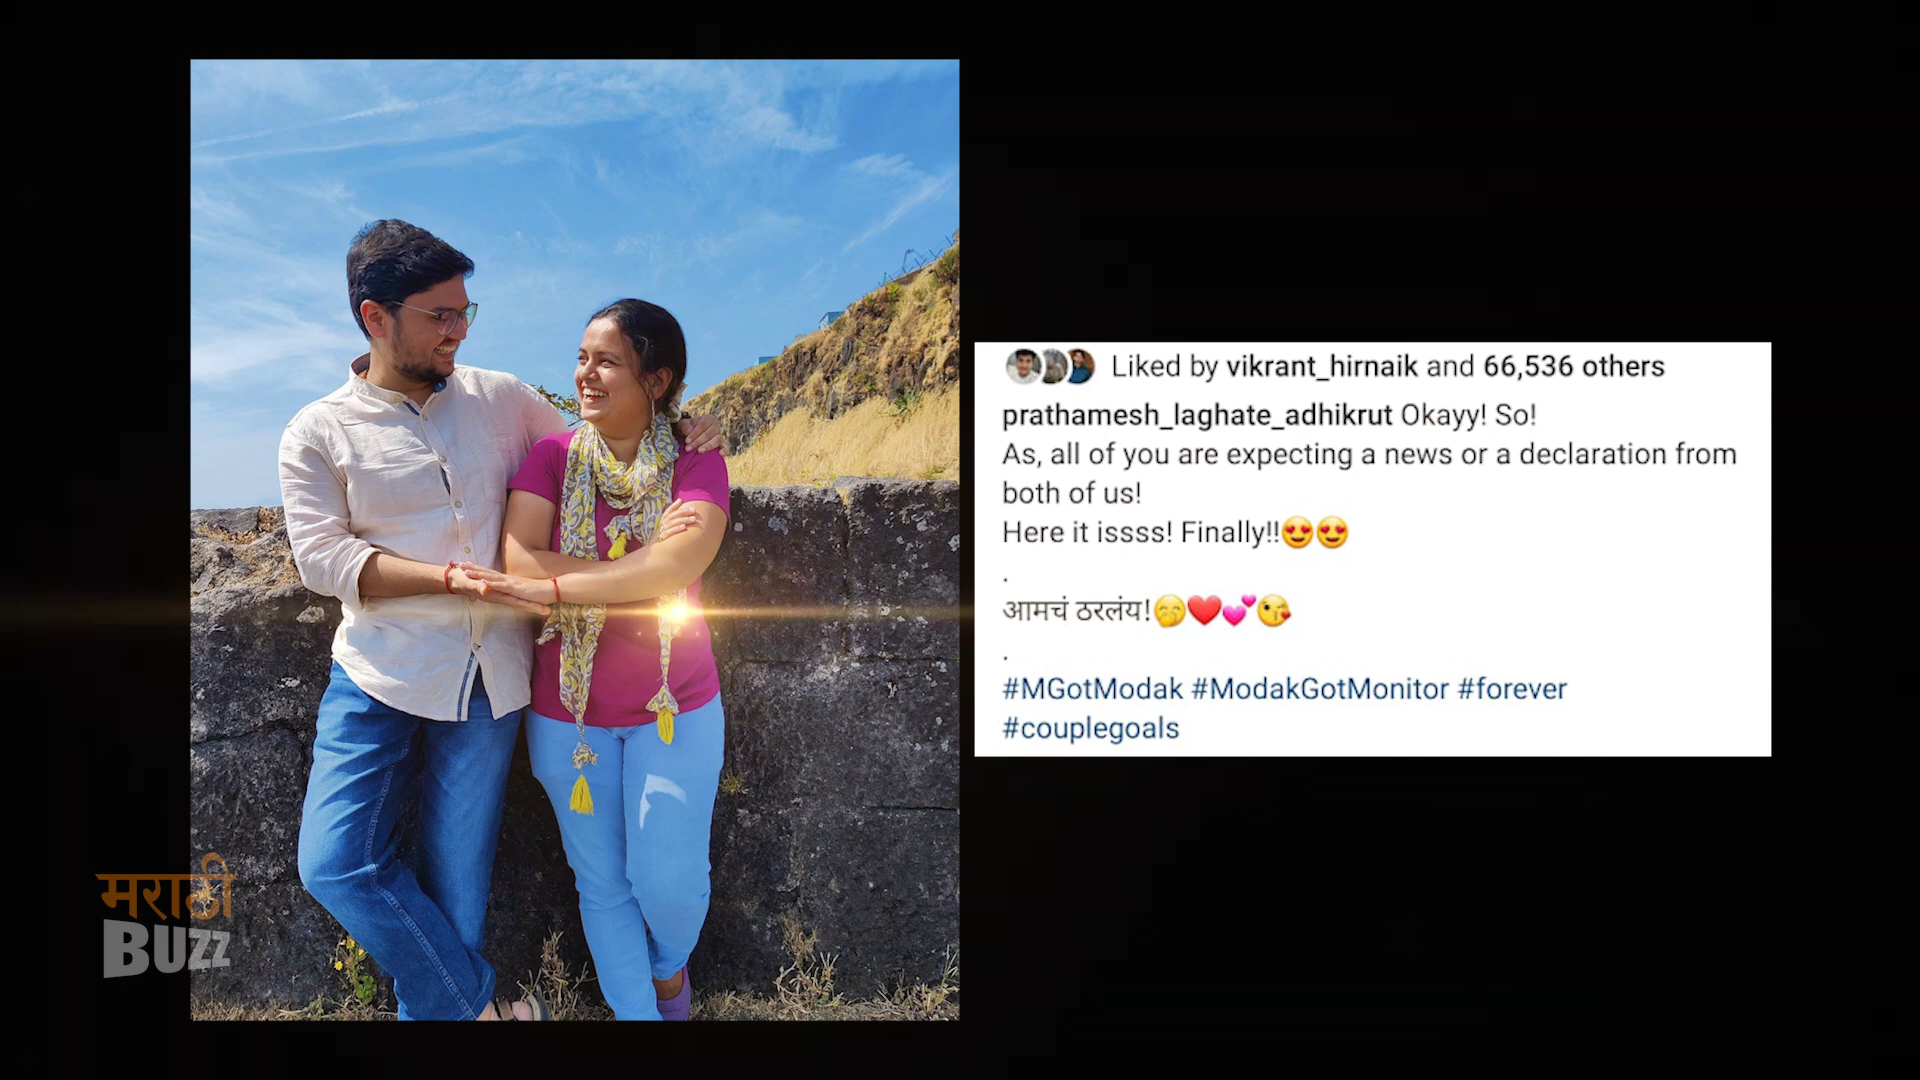 Liked by vikrant_hirnaik and 66,536 others
prathamesh_laghate_adhikrut Okayy! So!
As, all of you are expecting a news or a declaration from
both of us!
Here it issss! Finally!!😍😍
.
आमचं ठरलंय!🤭❤️💕😘
.
#MGotModak #ModakGotMonitor #forever
#couplegoals
मराठी
BUZZ